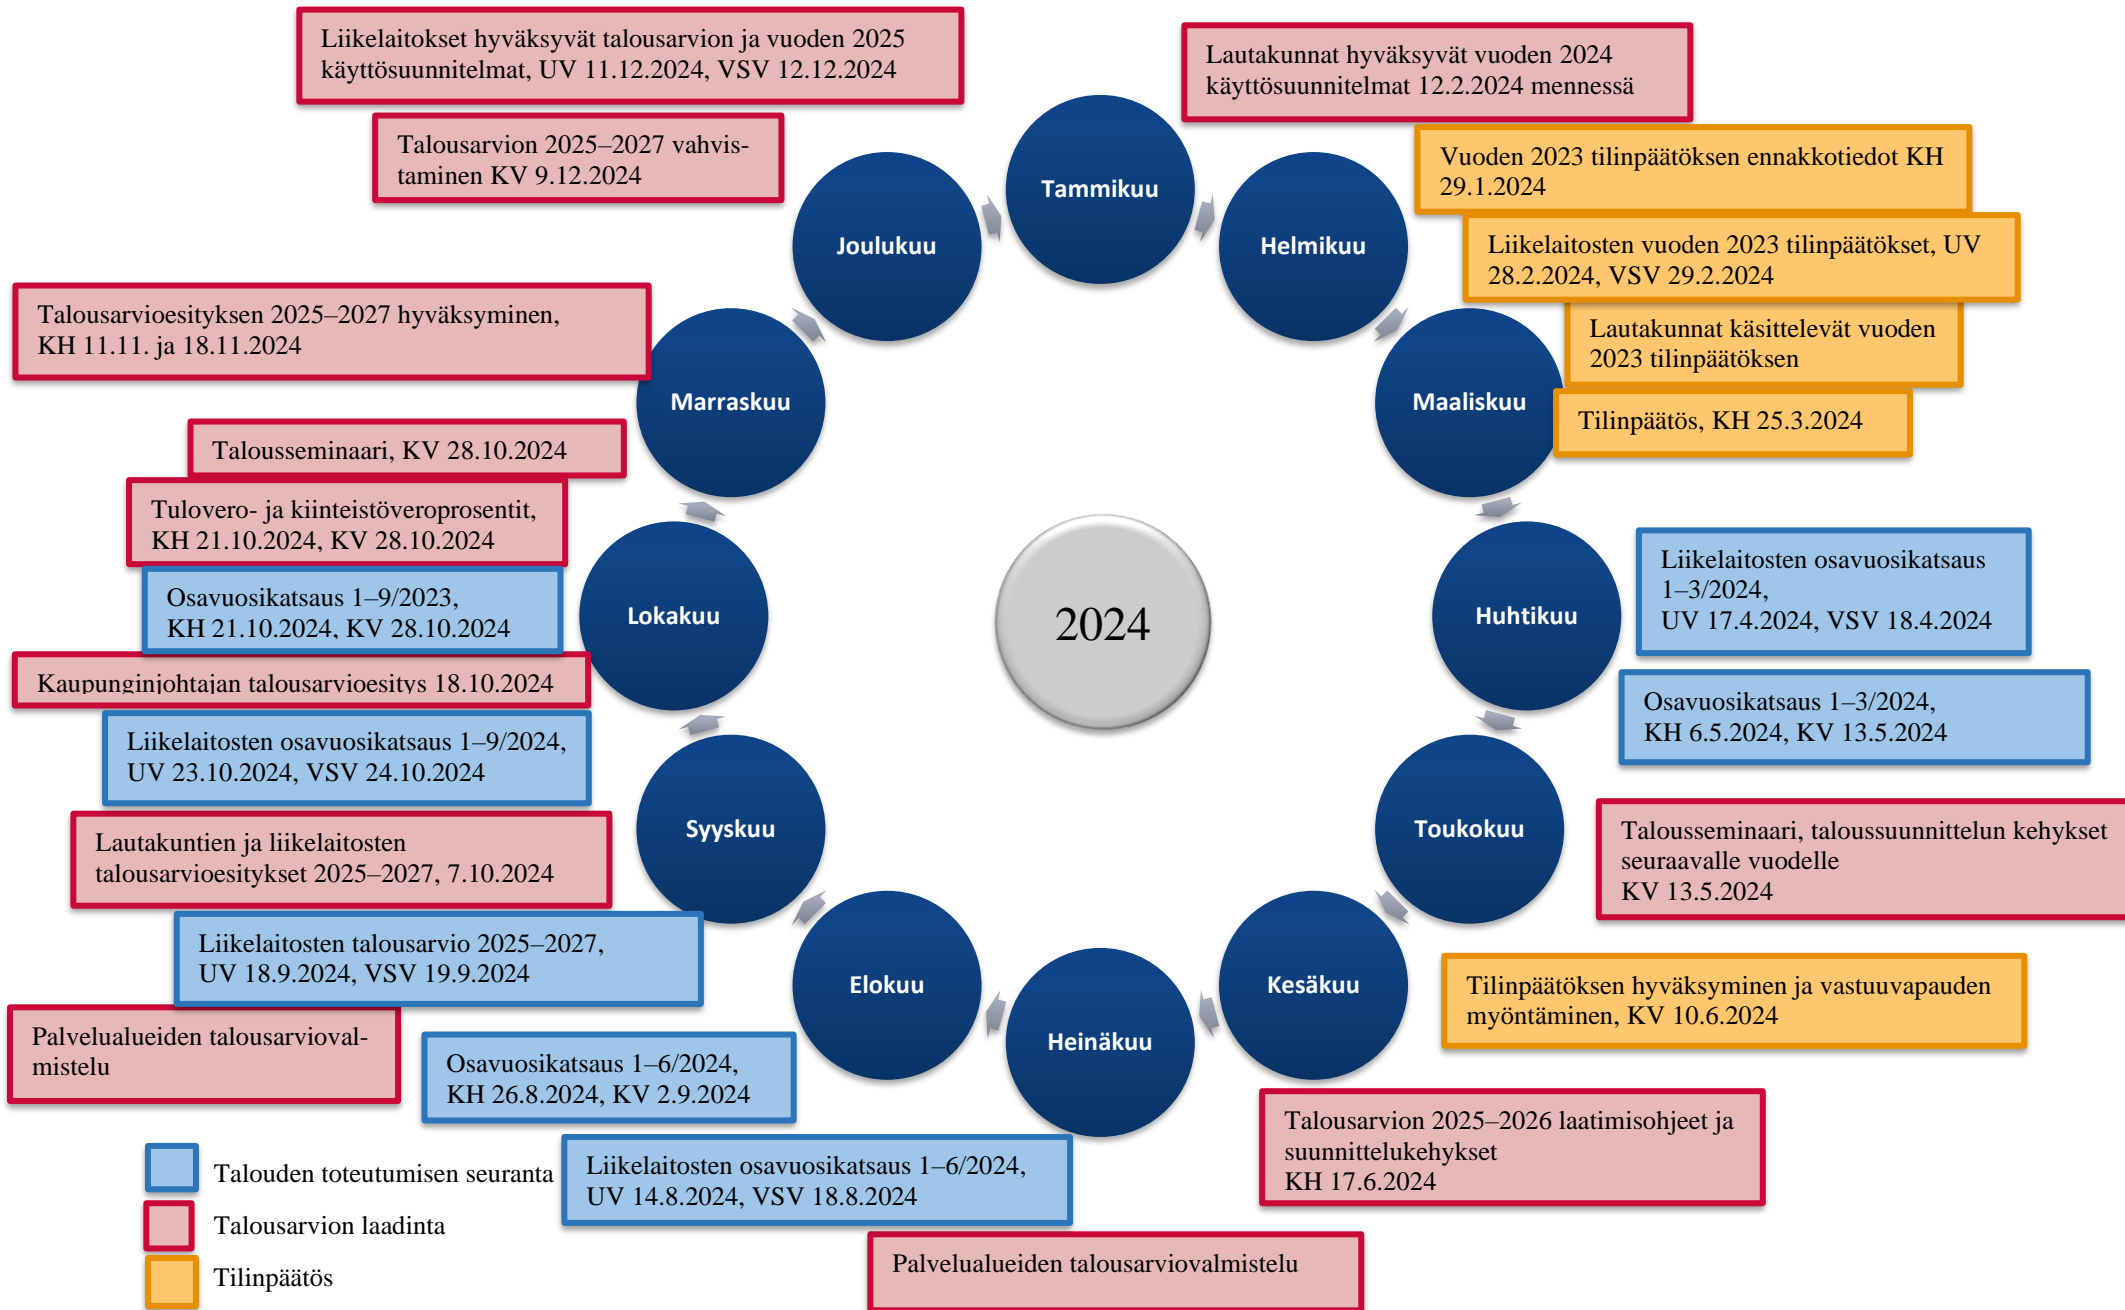 Liikelaitokset hyväksyvät talousarvion ja vuoden 2025
käyttösuunnitelmat, UV 11.12.2024, VSV 12.12.2024
Talousarvion 2025–2027 vahvis-
taminen KV 9.12.2024
Talousarvioesityksen 2025–2027 hyväksyminen,
KH 11.11. ja 18.11.2024
Talousseminaari, KV 28.10.2024
Tulovero- ja kiinteistöveroprosentit,
KH 21.10.2024, KV 28.10.2024
Osavuosikatsaus 1–9/2023,
KH 21.10.2024, KV 28.10.2024
Kaupunginjohtajan talousarvioesitys 18.10.2024
Liikelaitosten osavuosikatsaus 1–9/2024,
UV 23.10.2024, VSV 24.10.2024
Lautakuntien ja liikelaitosten
talousarvioesitykset 2025–2027, 7.10.2024
Liikelaitosten talousarvio 2025–2027,
UV 18.9.2024, VSV 19.9.2024
Palvelualueiden talousarvioval-
mistelu
Osavuosikatsaus 1–6/2024,
KH 26.8.2024, KV 2.9.2024
Liikelaitosten osavuosikatsaus 1–6/2024,
UV 14.8.2024, VSV 18.8.2024
Palvelualueiden talousarviovalmistelu
Tammikuu
Helmikuu
Maaliskuu
Huhtikuu
Toukokuu
Kesäkuu
Heinäkuu
Elokuu
Syyskuu
Lokakuu
Marraskuu
Joulukuu
2024
Lautakunnat hyväksyvät vuoden 2024
käyttösuunnitelmat 12.2.2024 mennessä
Vuoden 2023 tilinpäätöksen ennakkotiedot KH
29.1.2024
Liikelaitosten vuoden 2023 tilinpäätökset, UV
28.2.2024, VSV 29.2.2024
Lautakunnat käsittelevät vuoden
2023 tilinpäätöksen
Tilinpäätös, KH 25.3.2024
Liikelaitosten osavuosikatsaus
1–3/2024,
UV 17.4.2024, VSV 18.4.2024
Osavuosikatsaus 1–3/2024,
KH 6.5.2024, KV 13.5.2024
Talousseminaari, taloussuunnittelun kehykset
seuraavalle vuodelle
KV 13.5.2024
Tilinpäätöksen hyväksyminen ja vastuuvapauden
myöntäminen, KV 10.6.2024
Talousarvion 2025–2026 laatimisohjeet ja
suunnittelukehykset
KH 17.6.2024
Talouden toteutumisen seuranta
Talousarvion laadinta
Tilinpäätös